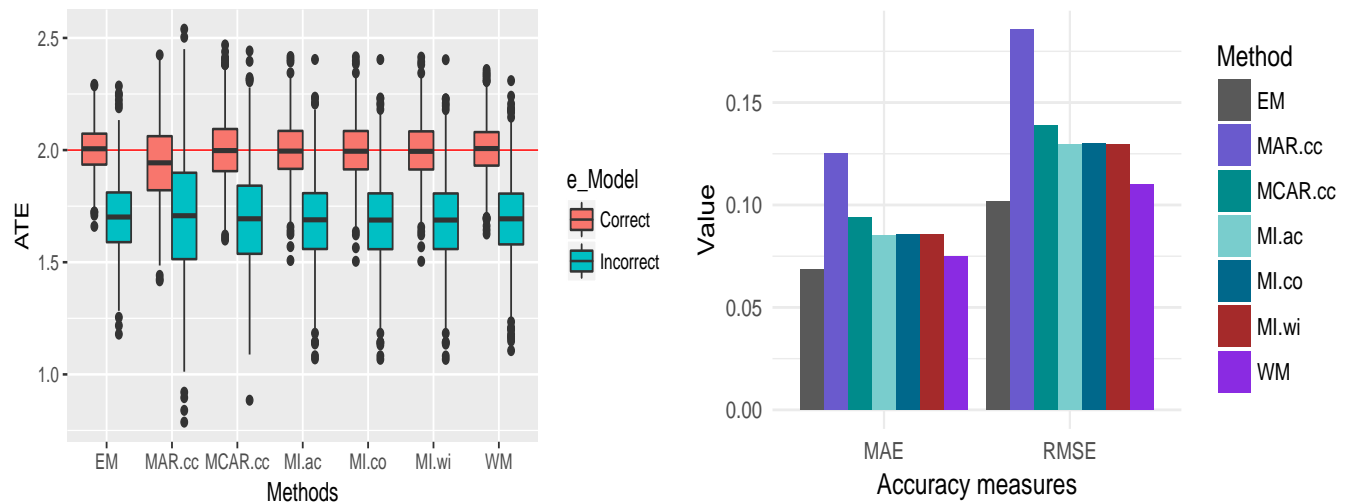 2.5
2.0
1.5
1.0
ATE
EM MAR.cc MCAR.cc MI.ac MI.co MI.wi WM
Methods
e_Model
Correct
Incorrect
0.15
0.10
0.05
0.00
Value
MAE RMSE
Accuracy measures
Method
EM
MAR.cc
MCAR.cc
MI.ac
MI.co
MI.wi
WM